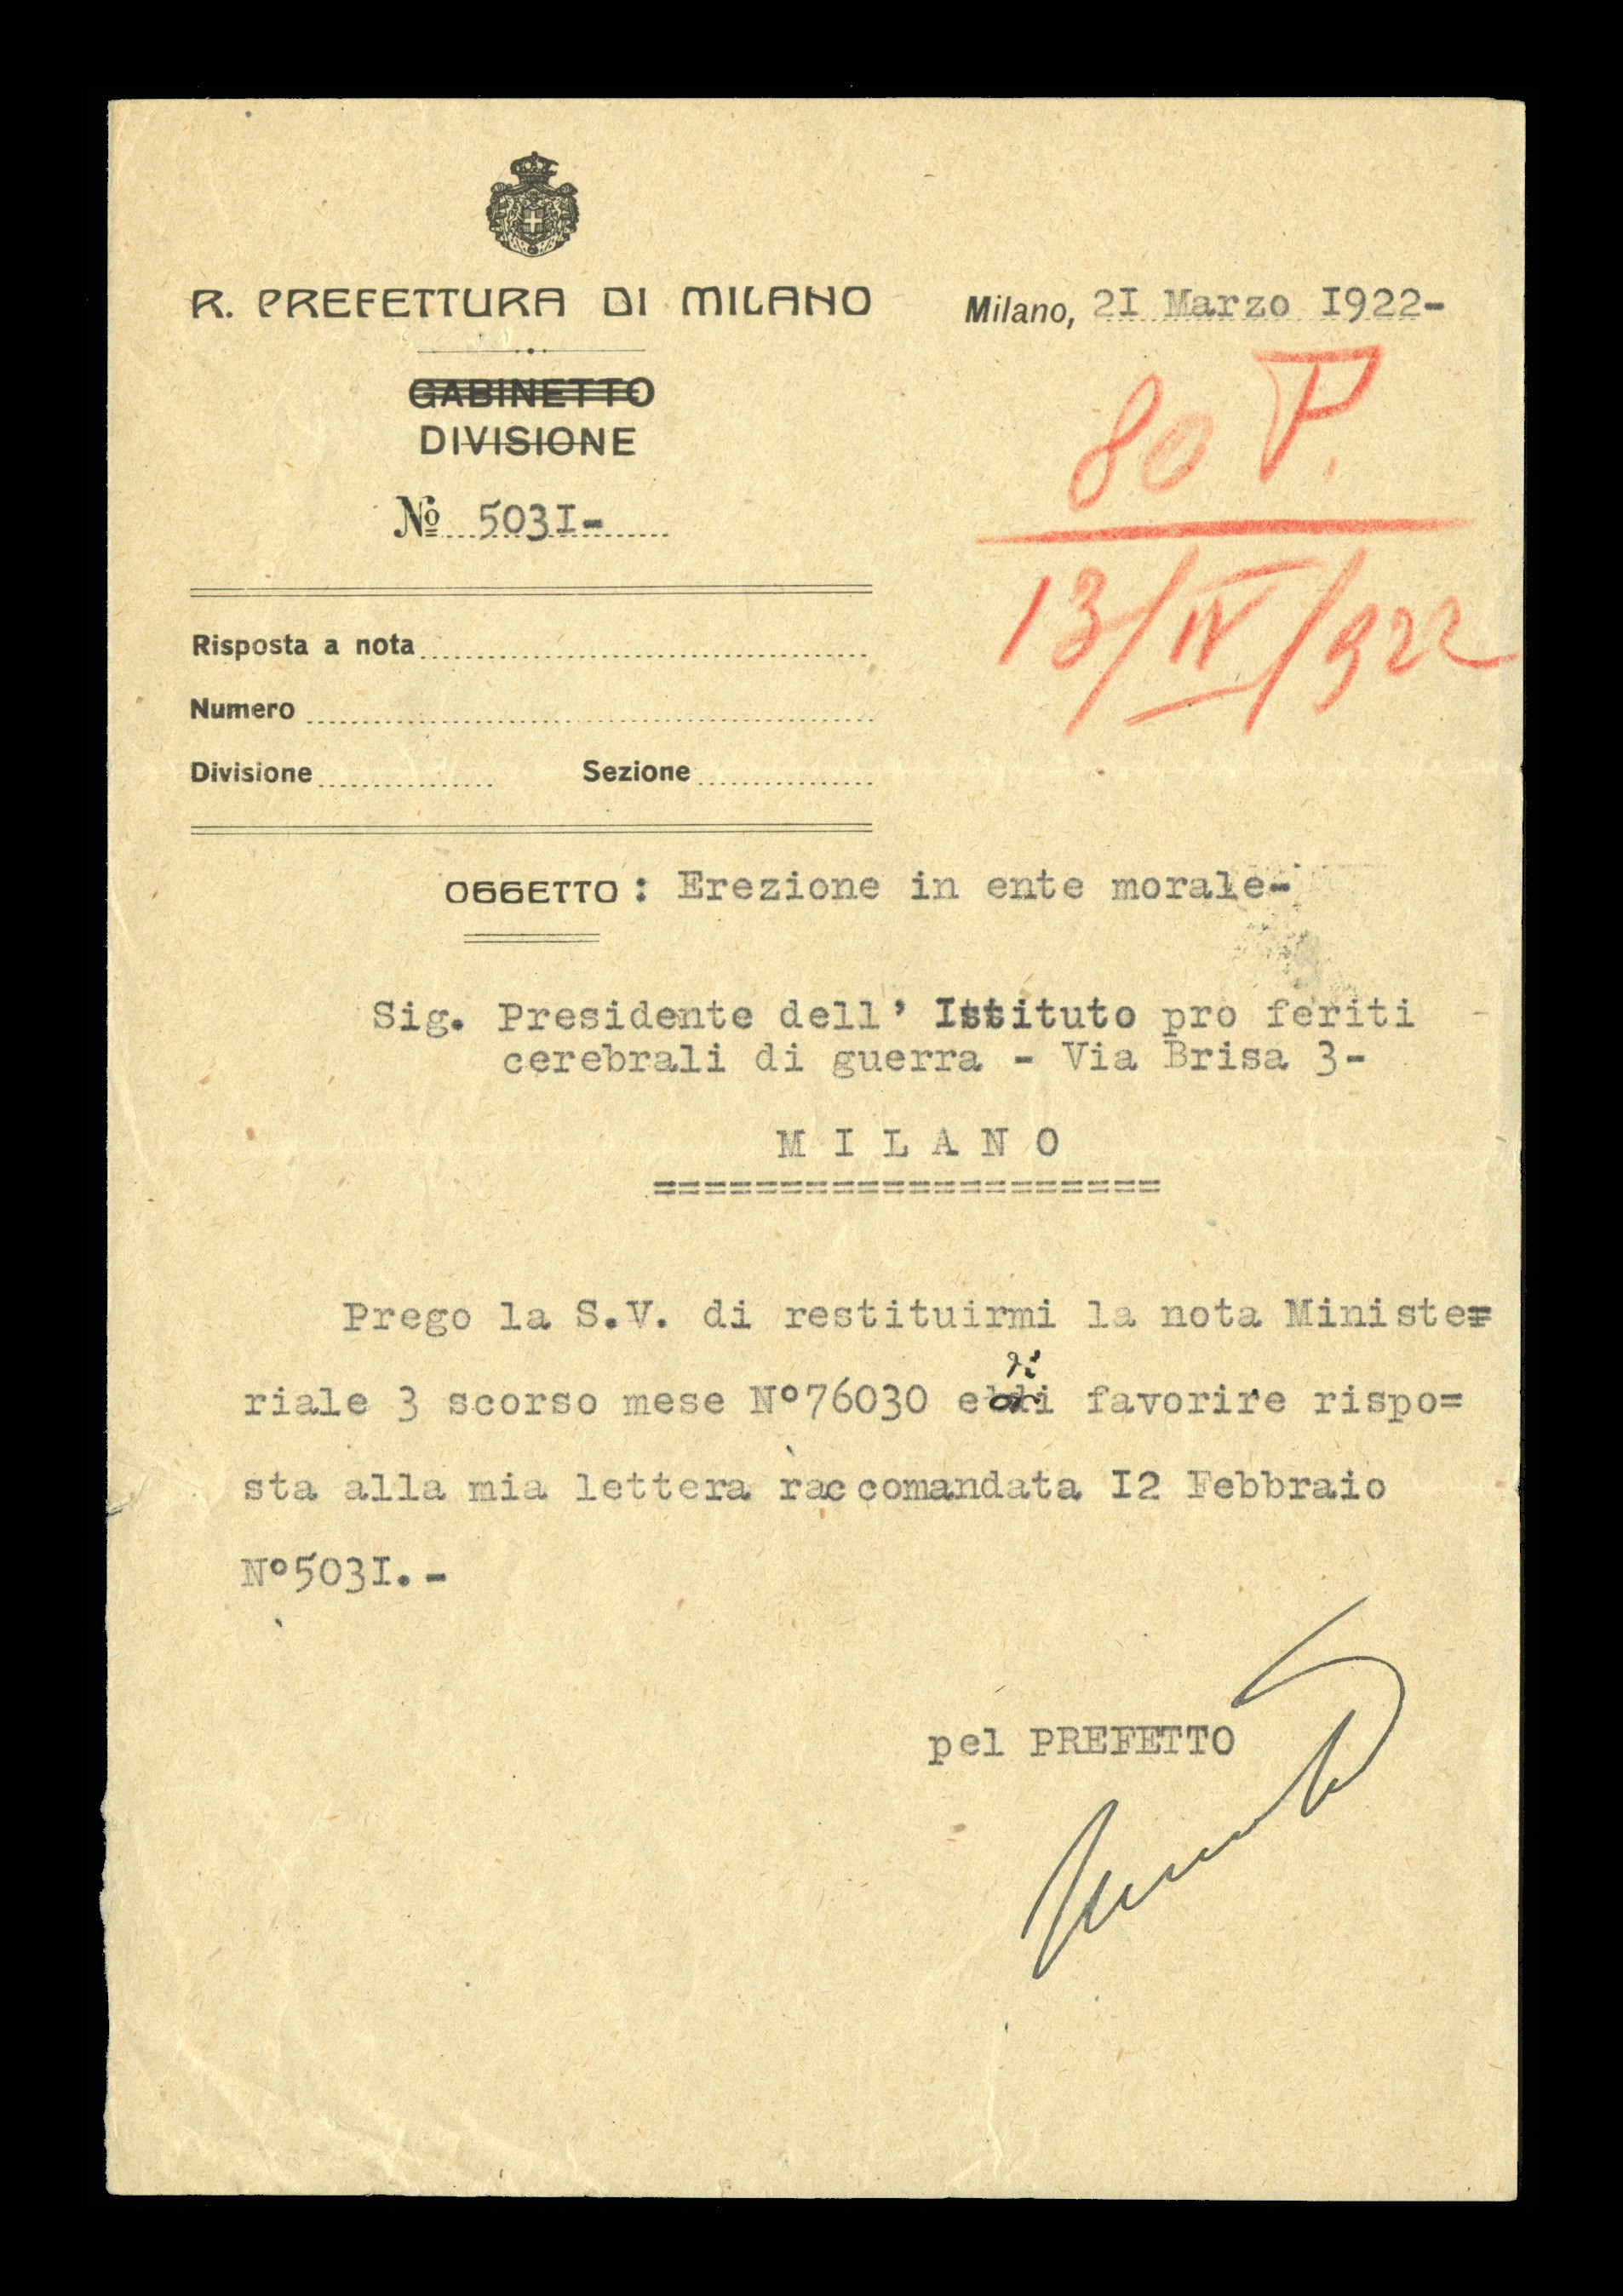 R. PREFETTURA DI MILANO
Milano, 21 Marzo 1922-
GABINETTO
DIVISIONE
No 5031-
80 P.
13/IV/922
Risposta a nota
Numero
Divisione Sezione
OGGETTO : Erezione in ente morale-
Sig. Presidente dell' Istituto pro feriti
cerebrali di guerra - Via Brisa 3-
MILANO
====================
Prego la S.V. di restituirmi la nota Ministe=
riale 3 scorso mese N°76030 e di favorire rispo=
sta alla mia lettera raccomandata 12 Febbraio
N°5031.-
pel PREFETTO